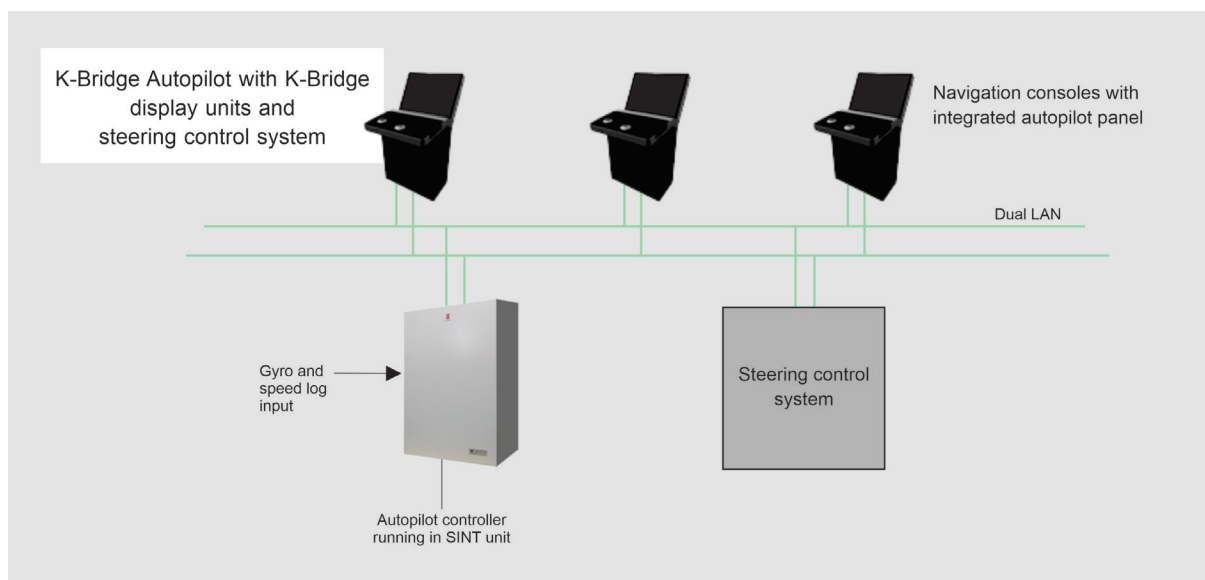 K-Bridge Autopilot with K-Bridge
display units and
steering control system
Navigation consoles with
integrated autopilot panel
Dual LAN
Gyro and
speed log
input
Steering control
system
Autopilot controller
running in SINT unit